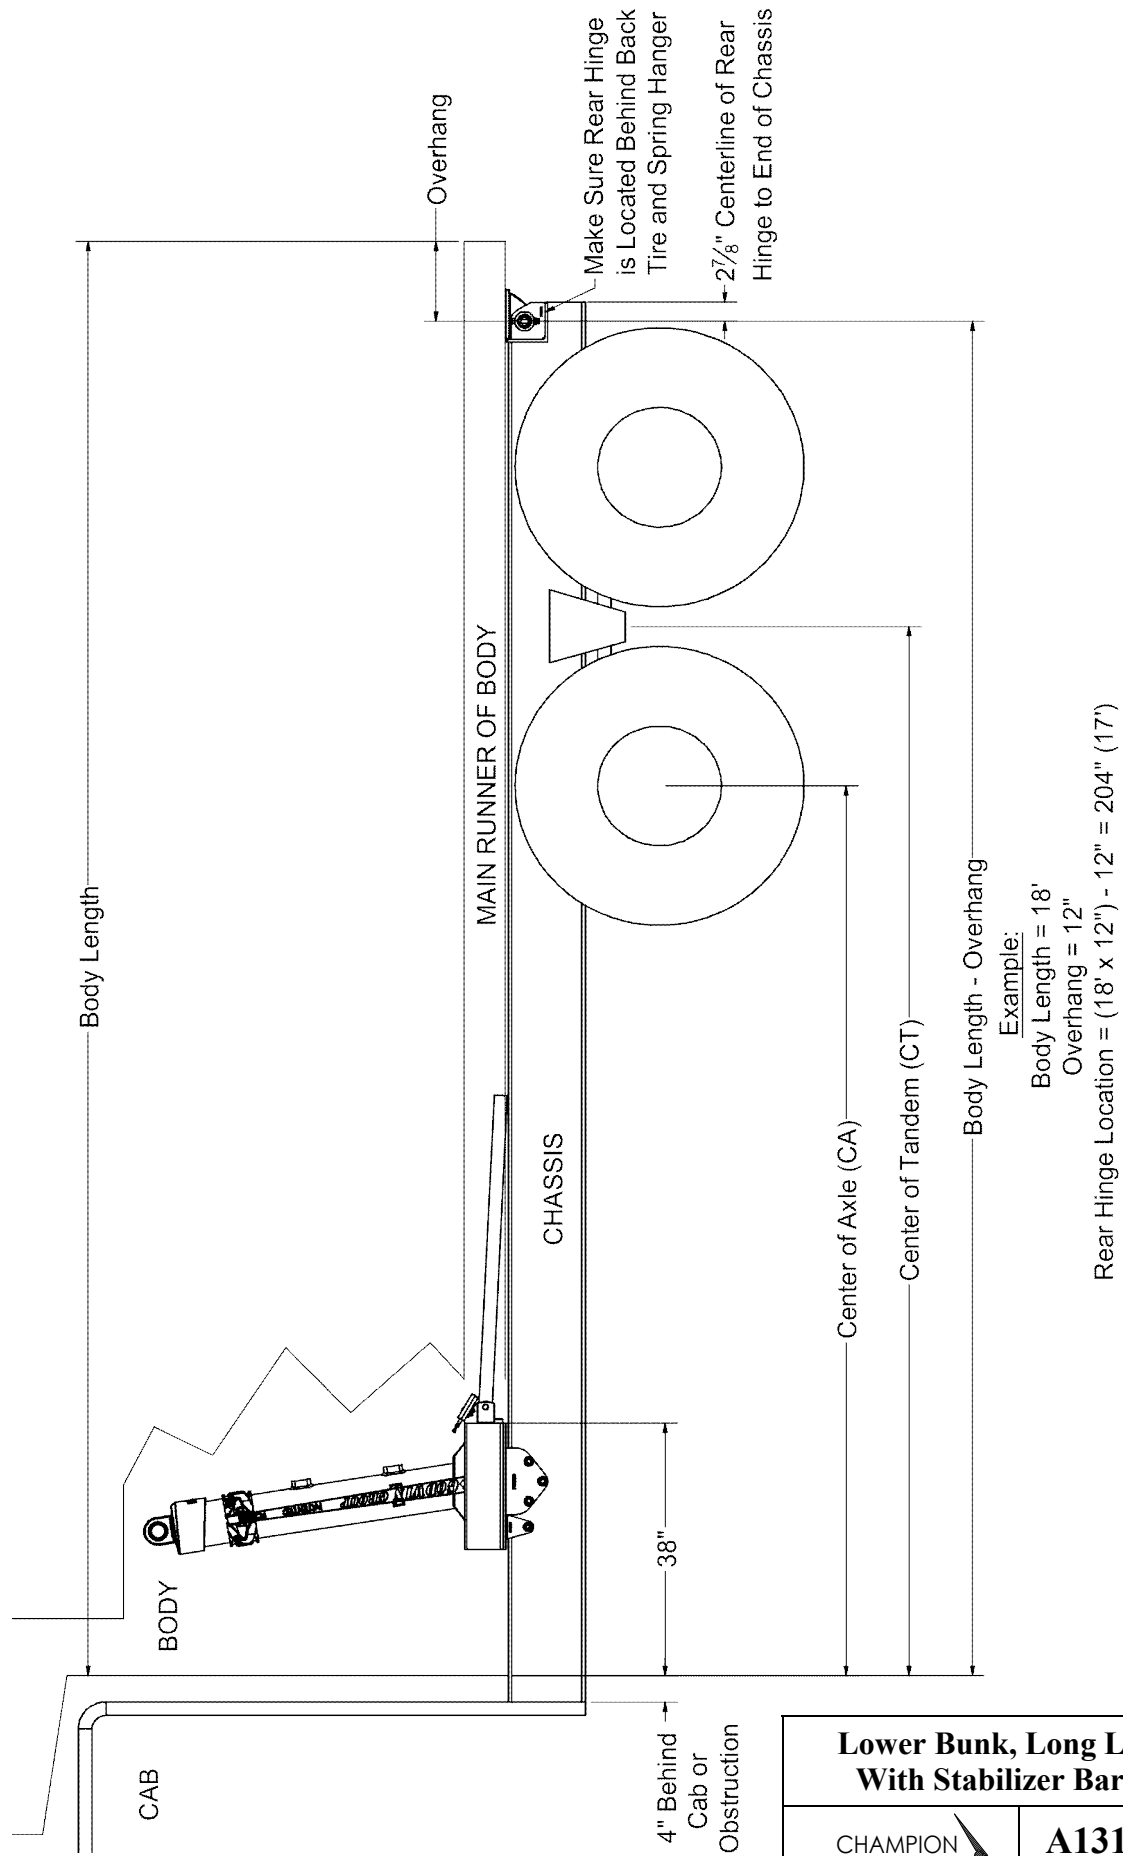 Body Length
Overhang
MAIN RUNNER OF BODY
Make Sure Rear Hinge
is Located Behind Back
Tire and Spring Hanger
2⅞" Centerline of Rear
Hinge to End of Chassis
BODY
CAB
CHASSIS
38"
4" Behind
Cab or
Obstruction
Center of Axle (CA)
Center of Tandem (CT)
Body Length - Overhang
Example:
Body Length = 18'
Overhang = 12"
Rear Hinge Location = (18' x 12") - 12" = 204" (17')
Lower Bunk, Long
With Stabilizer Bar
CHAMPION
A131